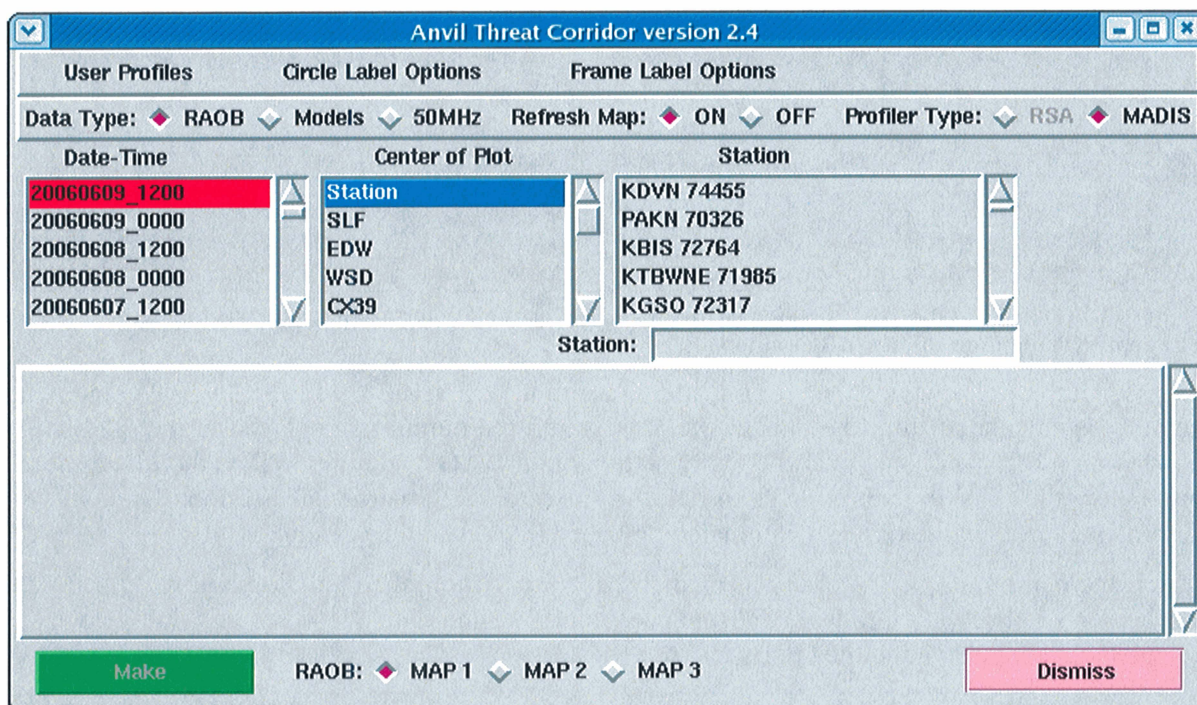 Anvil Threat Corridor version 2.4
User Profiles Circle Label Options Frame Label Options
Data Type: RAOB Models 50MHz Refresh Map: ON OFF Profiler Type: RSA MADIS
Date-Time Center of Plot Station
20060609_1200 Station KDVN 74455
20060609_0000 SLF PAKN 70326
20060608_1200 EDW KBIS 72764
20060608_0000 WSD KTBWNE 71985
20060607_1200 CX39 KGSO 72317
Station:
Make RAOB: MAP 1 MAP 2 MAP 3 Dismiss